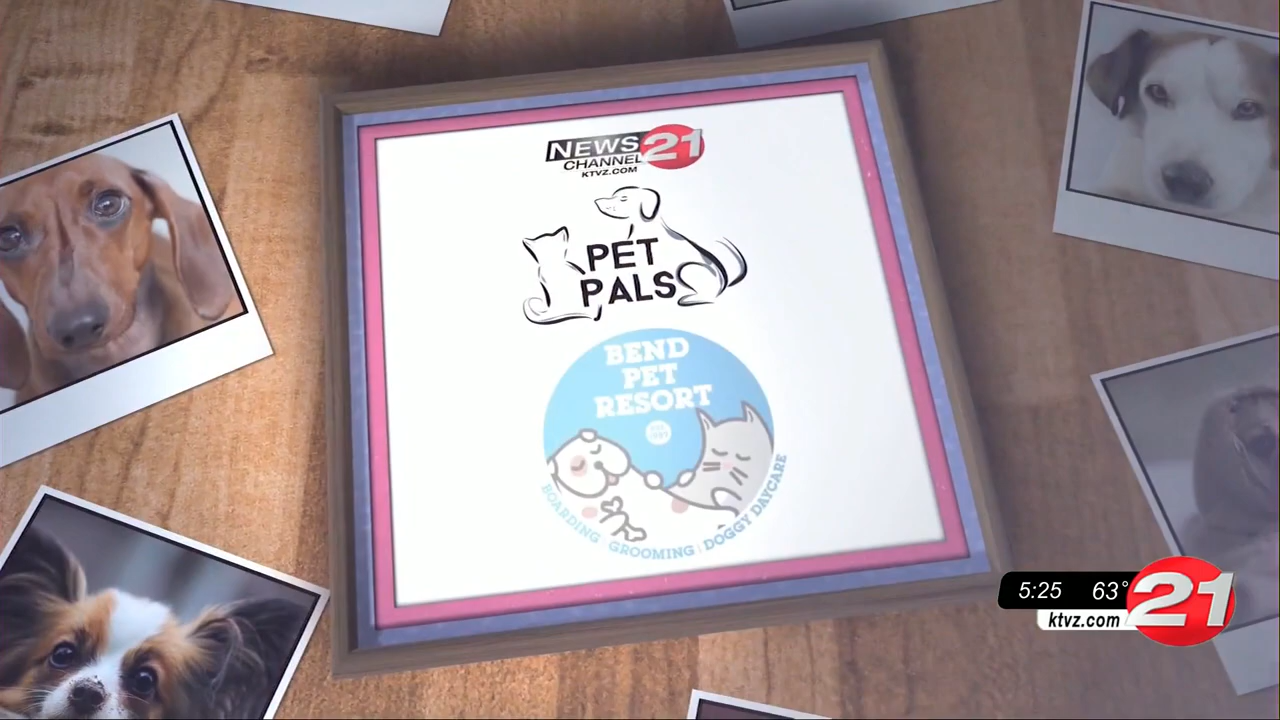 NEWS 21
CHANNEL
KTVZ.COM
PET
PALS
BEND
PET
RESORT
BOARDING | GROOMING | DOGGY DAYCARE
5:25 63° 21
ktvz.com